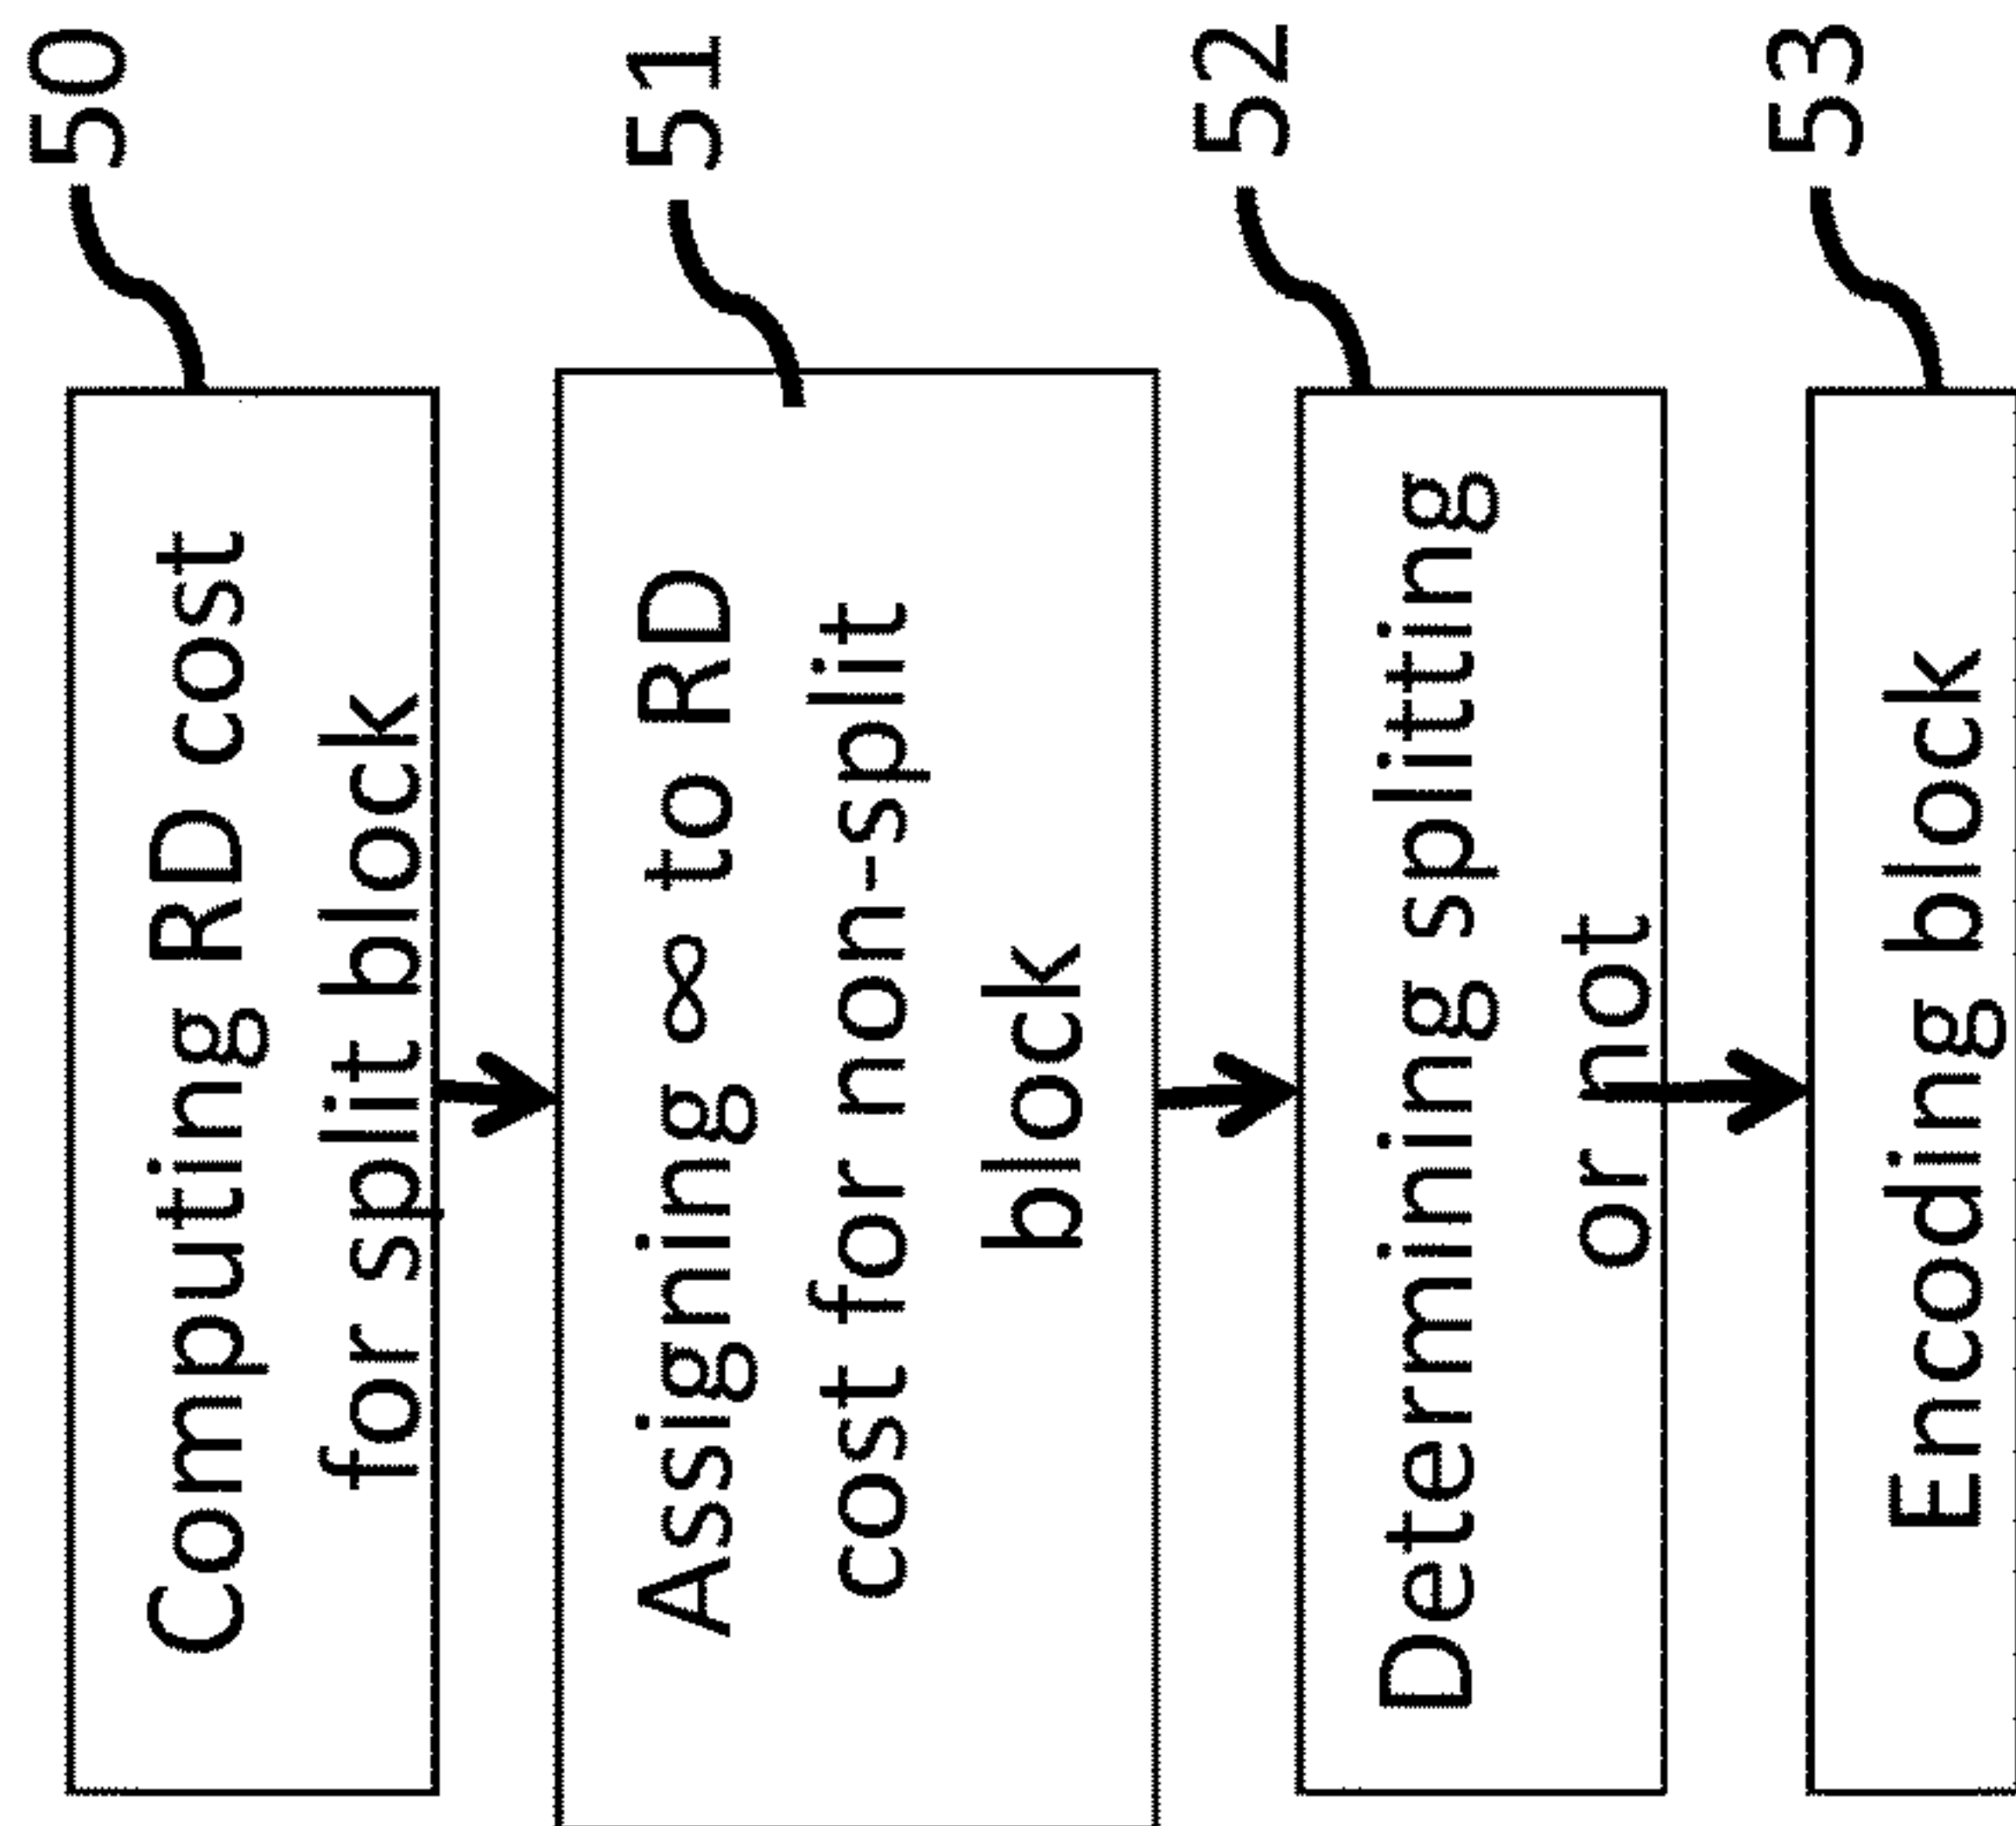 50
Computing RD cost
for split block
51
Assigning ∞ to RD
cost for non-split
block
52
Determining splitting
or not
53
Encoding block